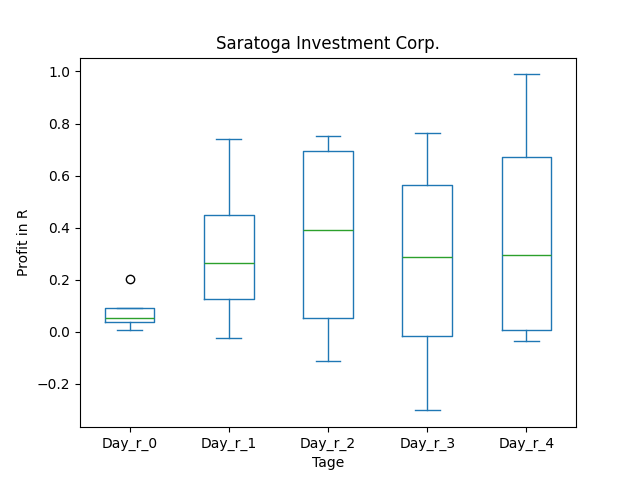 Saratoga Investment Corp.
1.0
0.8
0.6
0.4
0.2
0.0
−0.2
Profit in R
Day_r_0 Day_r_1 Day_r_2 Day_r_3 Day_r_4
Tage